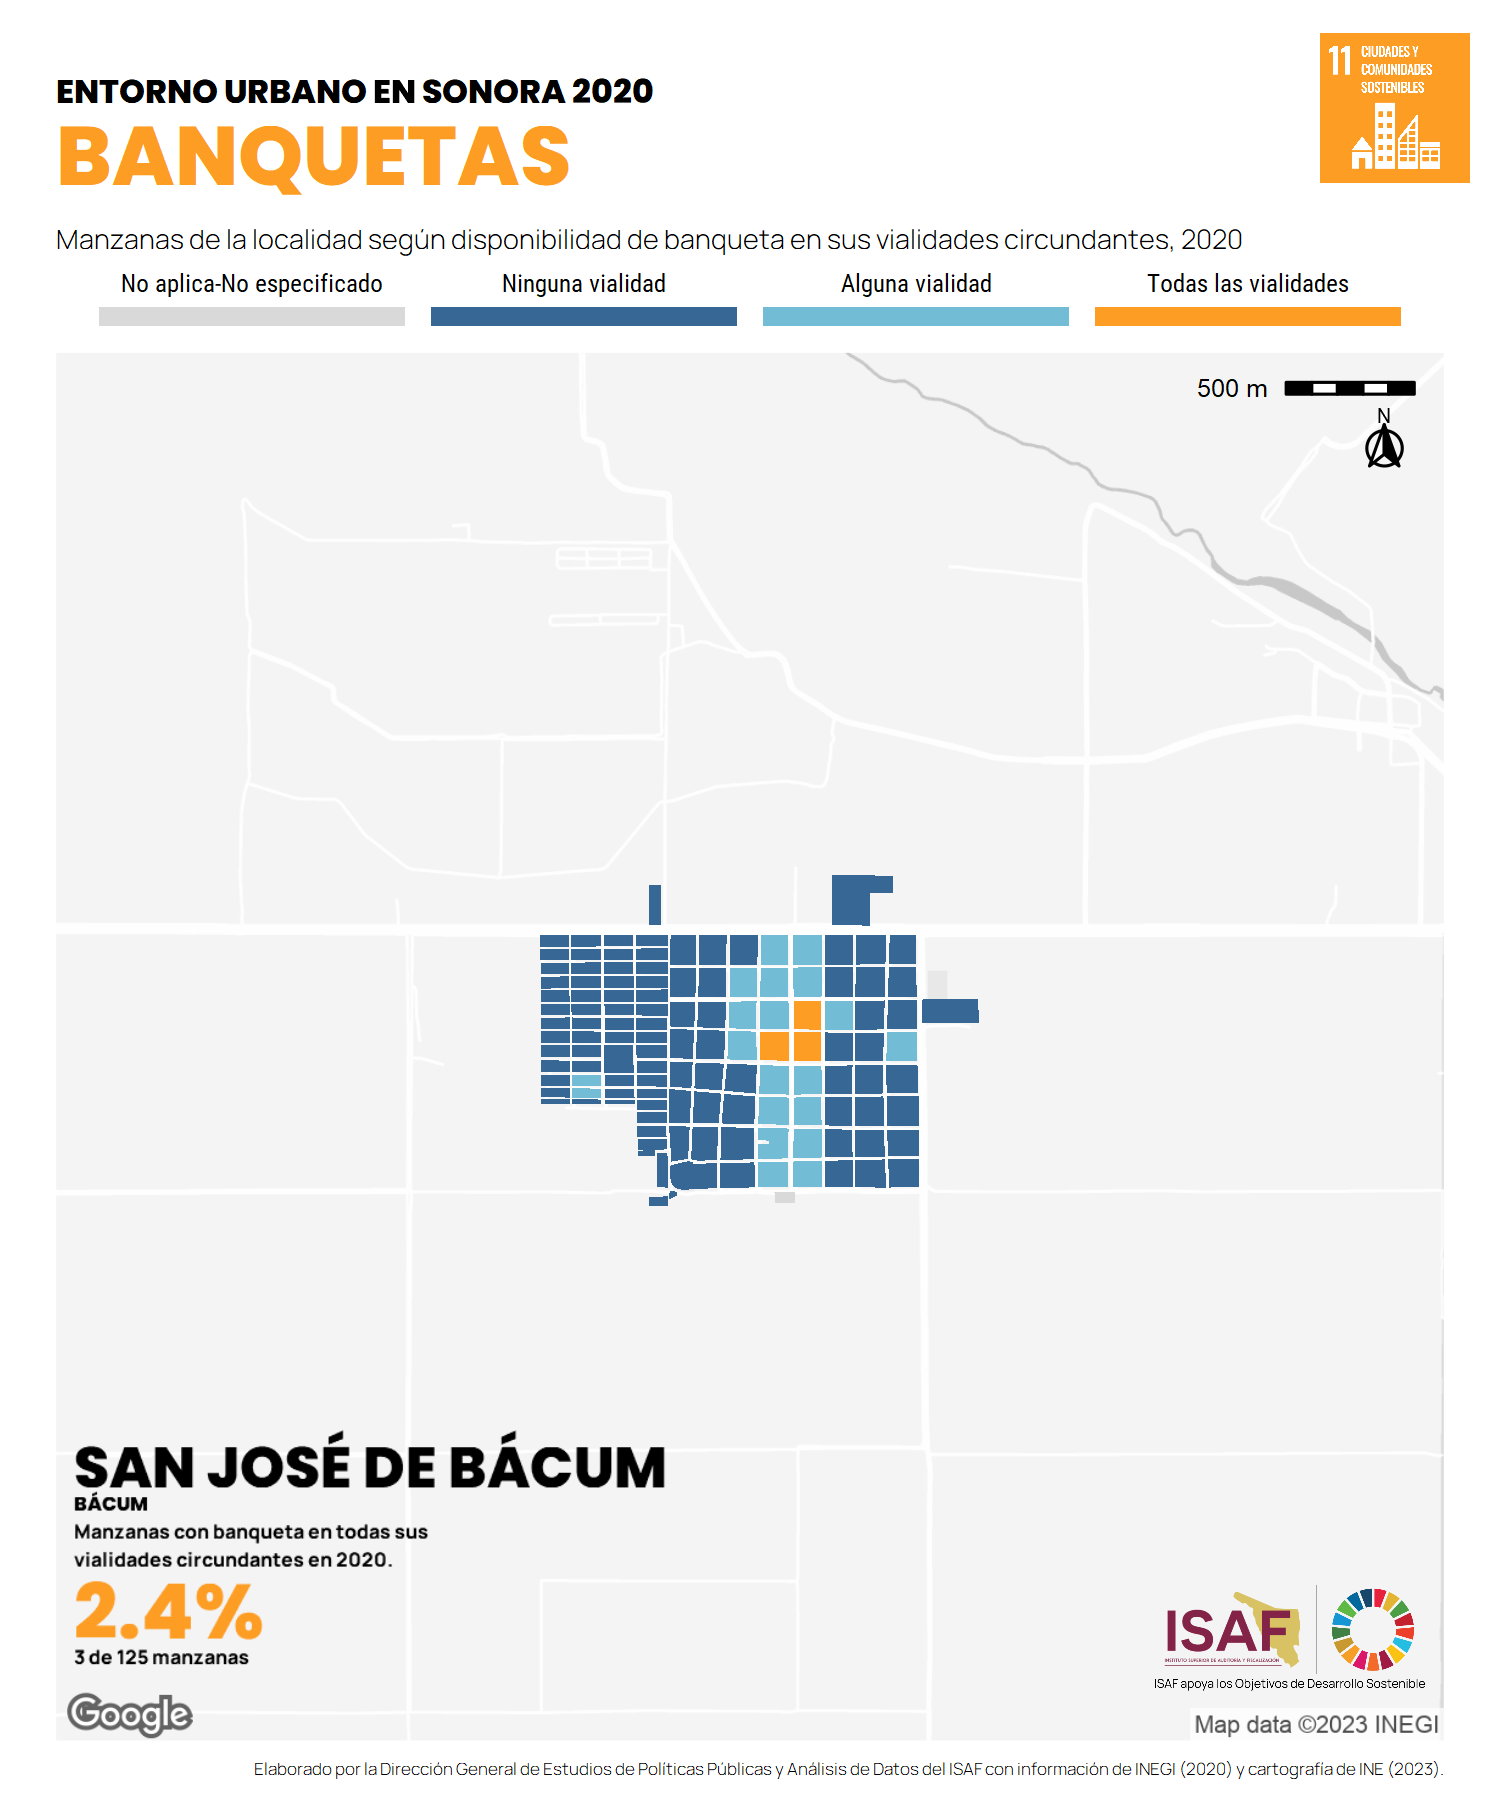 11 CIUDADES Y
COMUNIDADES
SOSTENIBLES
ENTORNO URBANO EN SONORA 2020
BANQUETAS
Manzanas de la localidad según disponibilidad de banqueta en sus vialidades circundantes, 2020
No aplica-No especificado Ninguna vialidad Alguna vialidad Todas las vialidades
500 m
N
SAN JOSÉ DE BÁCUM
BÁCUM
Manzanas con banqueta en todas sus
vialidades circundantes en 2020.
2.4%
3 de 125 manzanas
Google
ISAF
INSTITUTO SUPERIOR DE AUDITORÍA Y FISCALIZACIÓN
ISAF apoya los Objetivos de Desarrollo Sostenible
Map data ©2023 INEGI
Elaborado por la Dirección General de Estudios de Políticas Públicas y Análisis de Datos del ISAF con información de INEGI (2020) y cartografía de INE (2023).